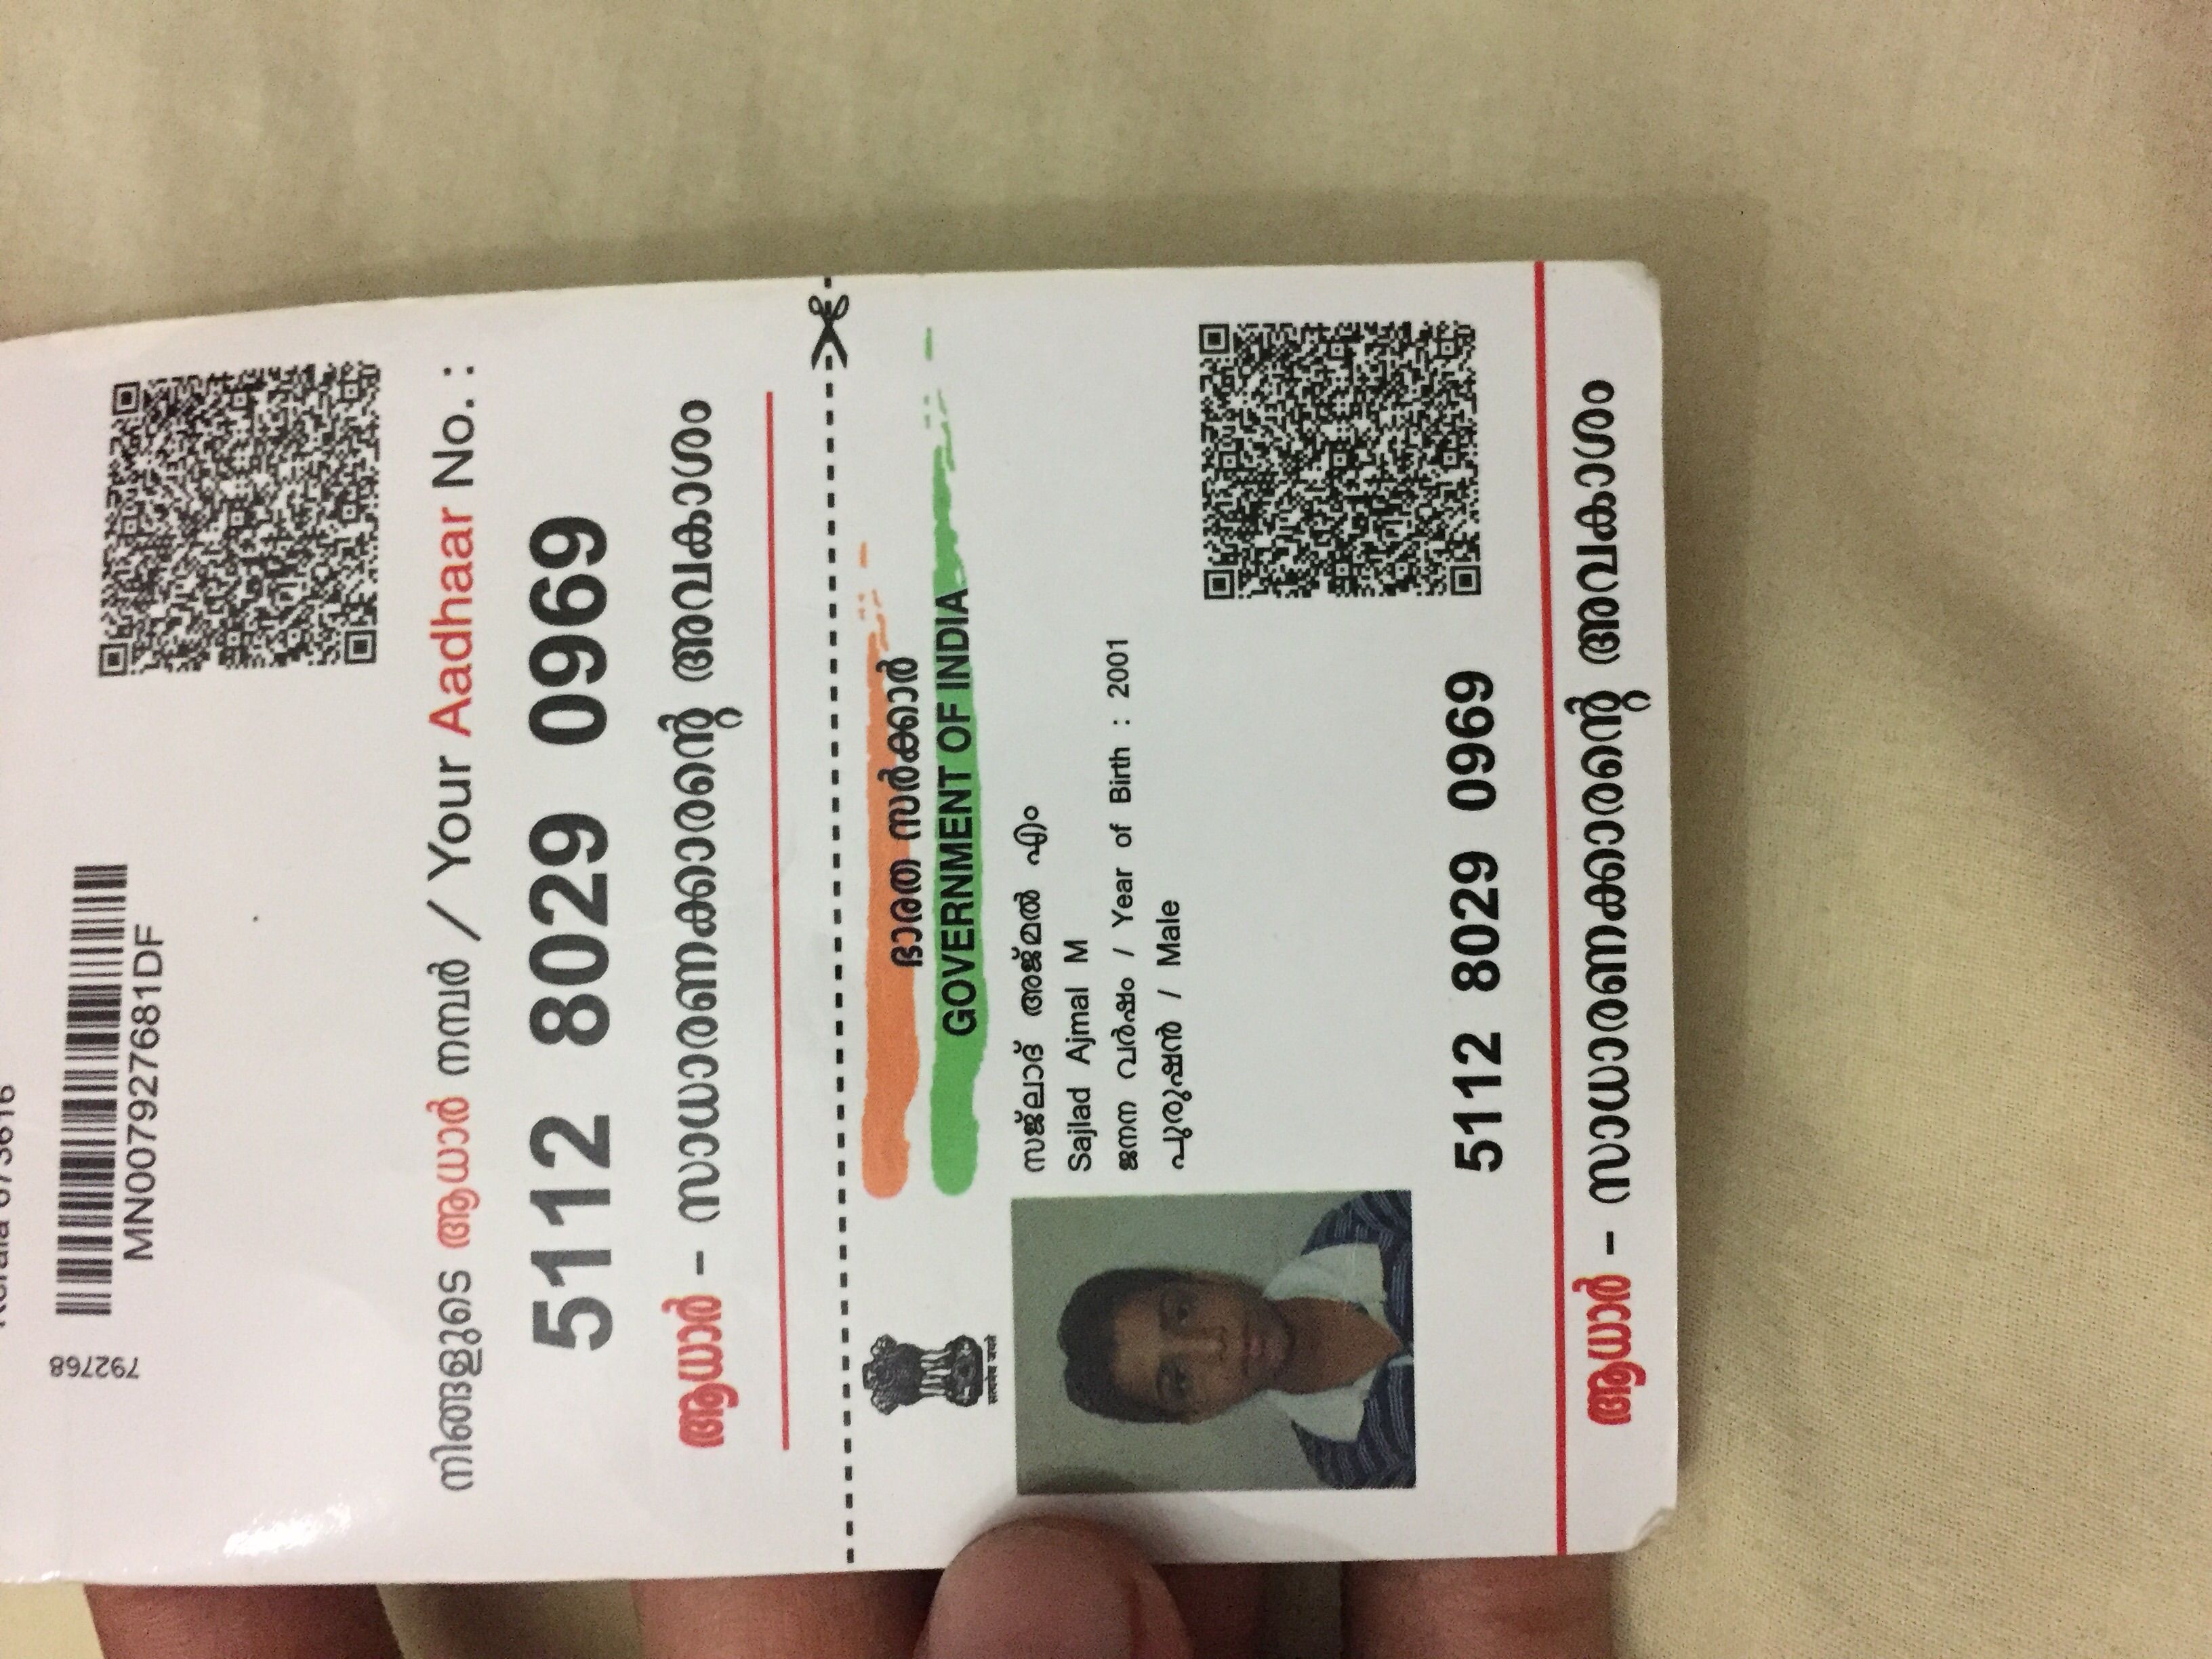 Kerala 673616
792768
MN007927681DF
നിങ്ങളുടെ ആധാർ നമ്പർ / Your Aadhaar No. :
5112 8029 0969
ആധാർ – സാധാരണക്കാരന്റെ അവകാശം
ഭാരത സർക്കാർ
GOVERNMENT OF INDIA
सत्यमेव जयते
സജ്ലാദ് അജ്മൽ എം
Sajlad Ajmal M
ജനന വർഷം / Year of Birth : 2001
പുരുഷൻ / Male
5112 8029 0969
ആധാർ – സാധാരണക്കാരന്റെ അവകാശം